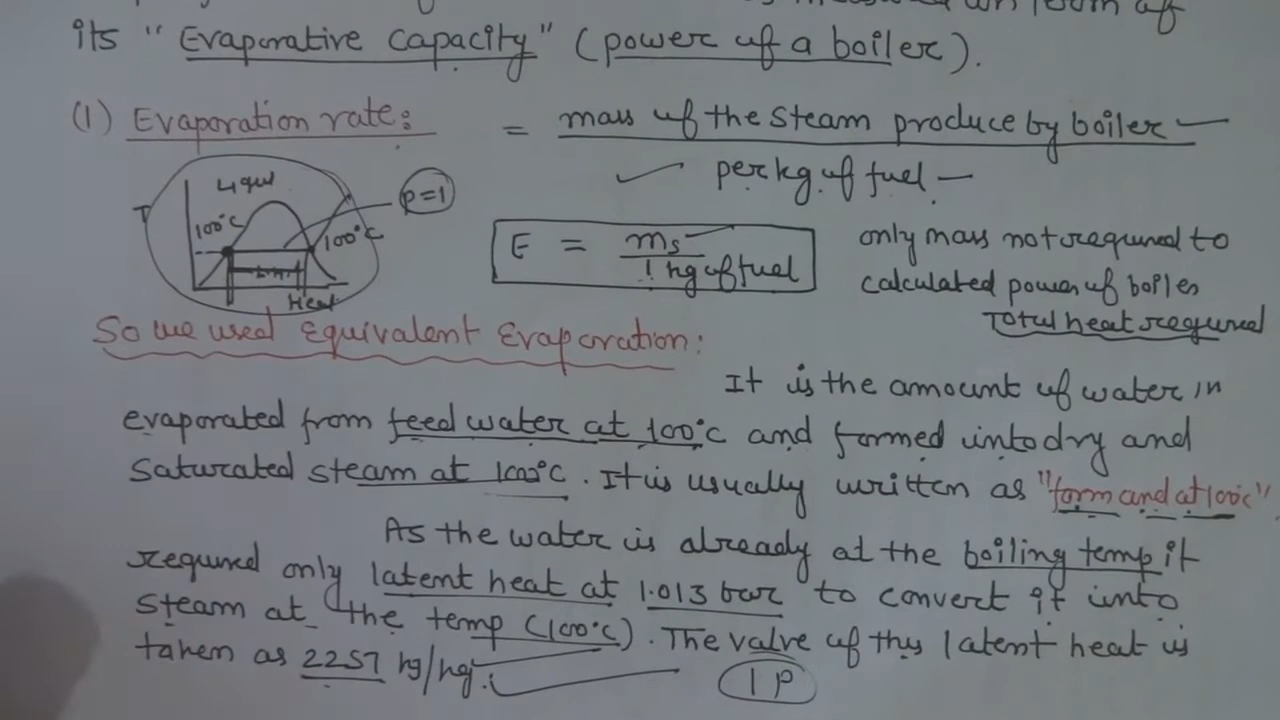 its "Evaporative capacity" (power of a boiler).
(1) Evaporation rate: = mass of the steam produce by boiler
per kg. of fuel
T
100°C
100°C
P=1
Heat
E = ms / 1 kg of fuel
only mass not required to
calculated power of boiler
Total heat required
So we used Equivalent Evaporation:
It is the amount of water in
evaporated from feed water at 100°C and formed into dry and
saturated steam at 100°C. It is usually written as "form and at 100°C"
As the water is already at the boiling temp it
required only latent heat at 1.013 bar to convert it into
steam at the temp (100°C). The valve of this latent heat is
taken as 2257 kg/kg.
1P